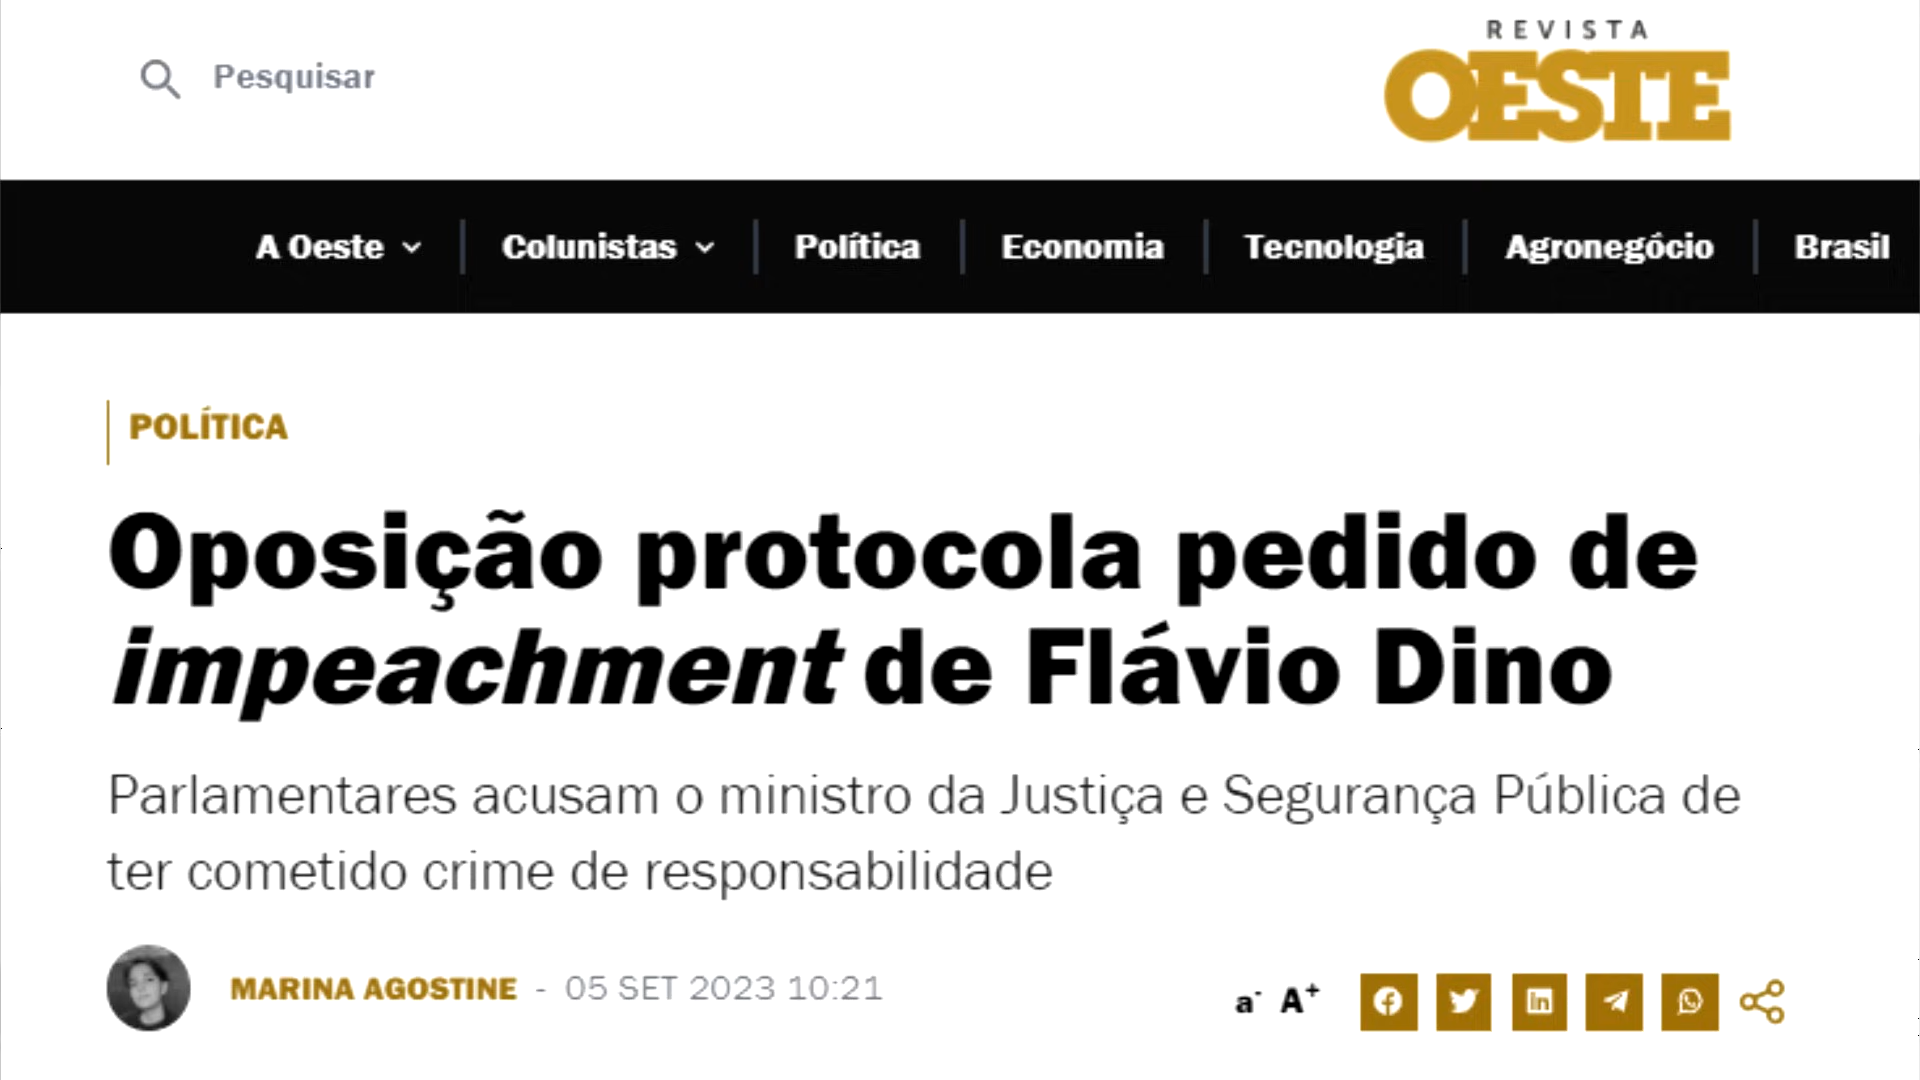 Pesquisar
REVISTA
OESTE
A Oeste
Colunistas
Política
Economia
Tecnologia
Agronegócio
Brasil
POLÍTICA
Oposição protocola pedido de
impeachment de Flávio Dino
Parlamentares acusam o ministro da Justiça e Segurança Pública de
ter cometido crime de responsabilidade
MARINA AGOSTINE - 05 SET 2023 10:21
a- A+